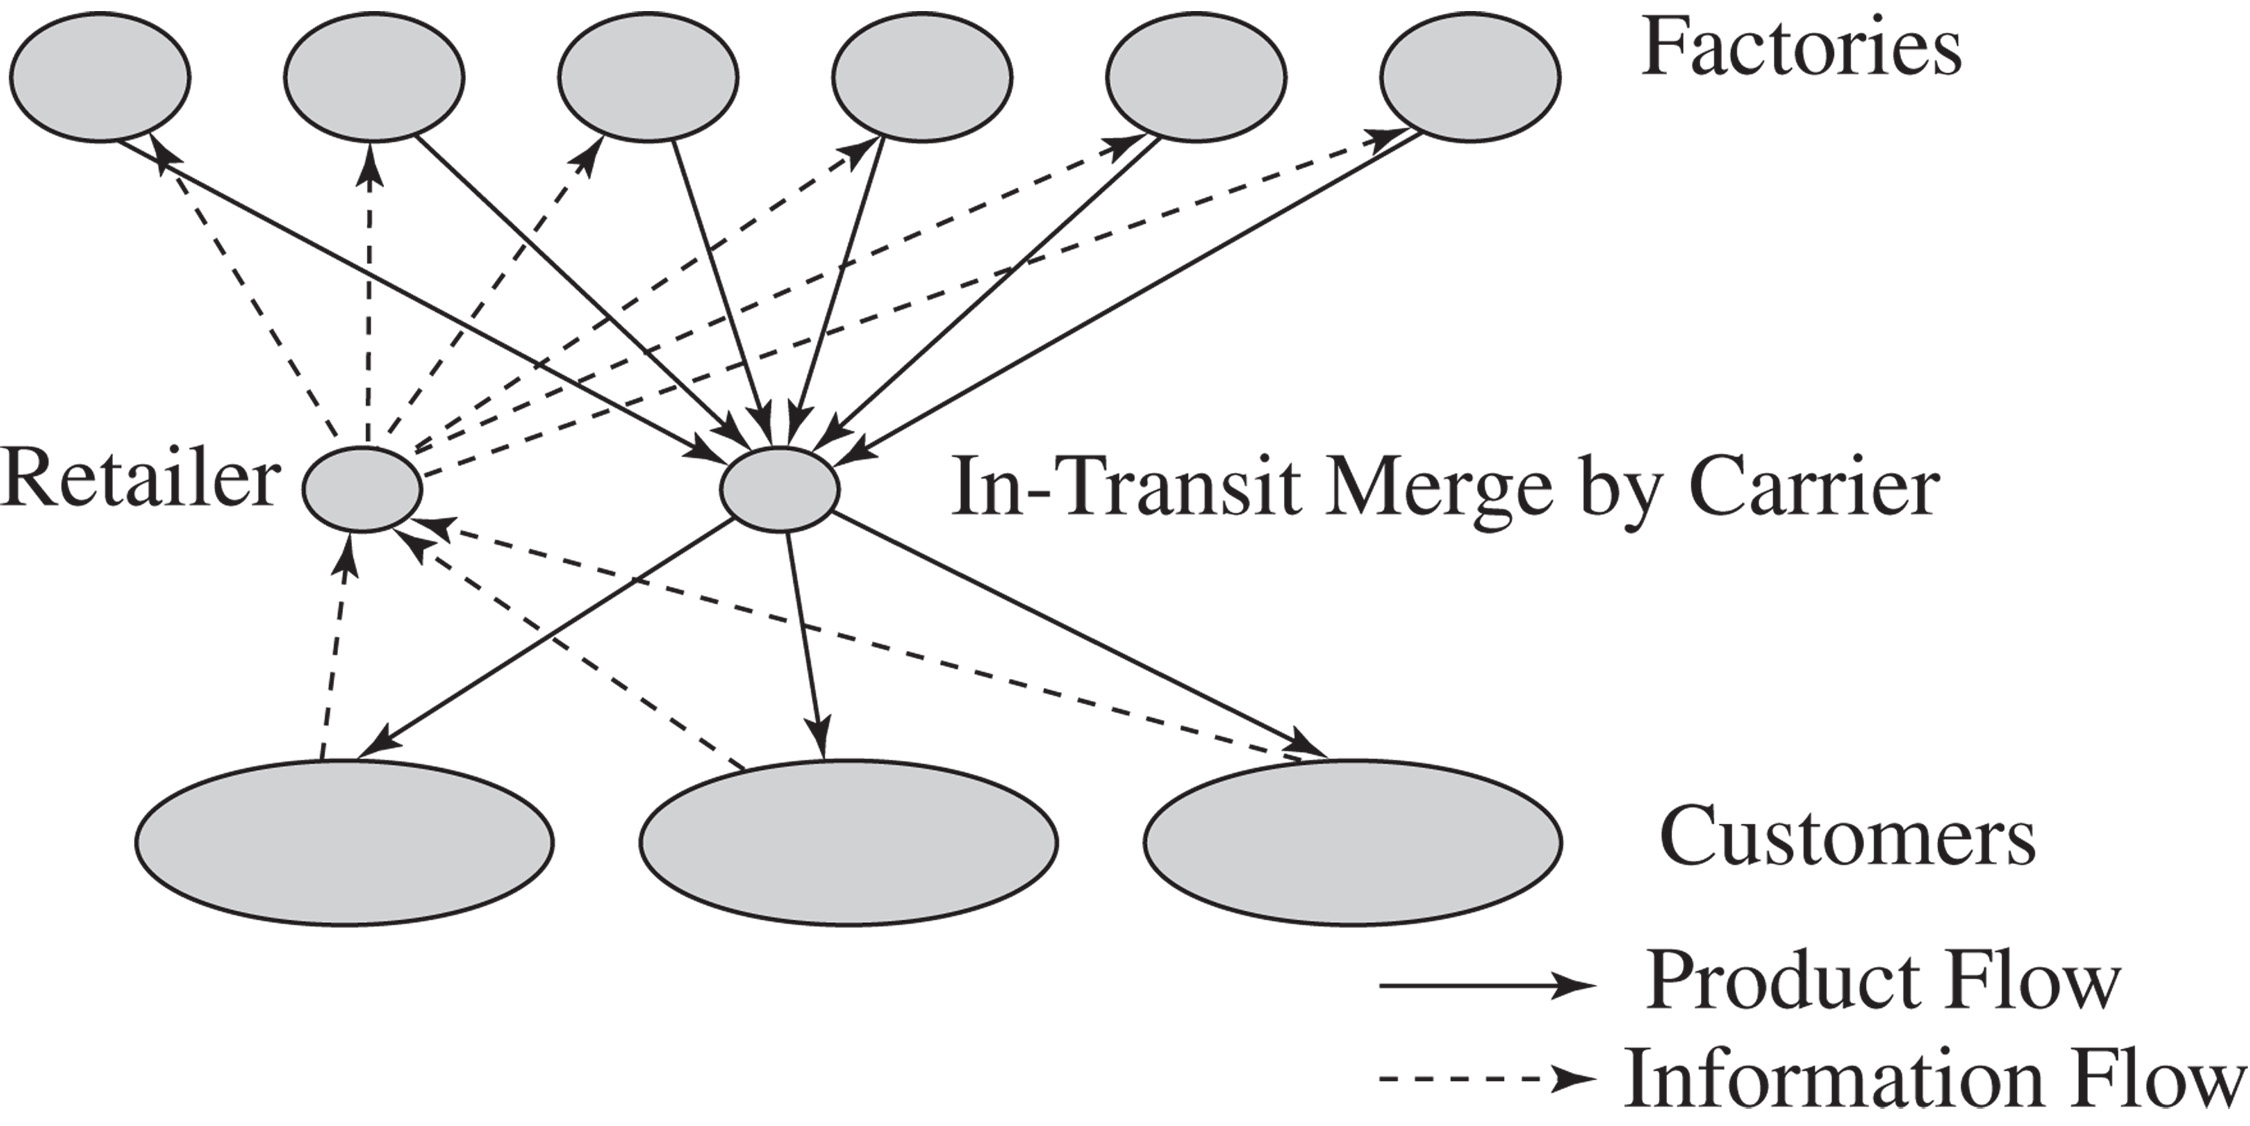 Factories
Retailer
In-Transit Merge by Carrier
Customers
Product Flow
Information Flow